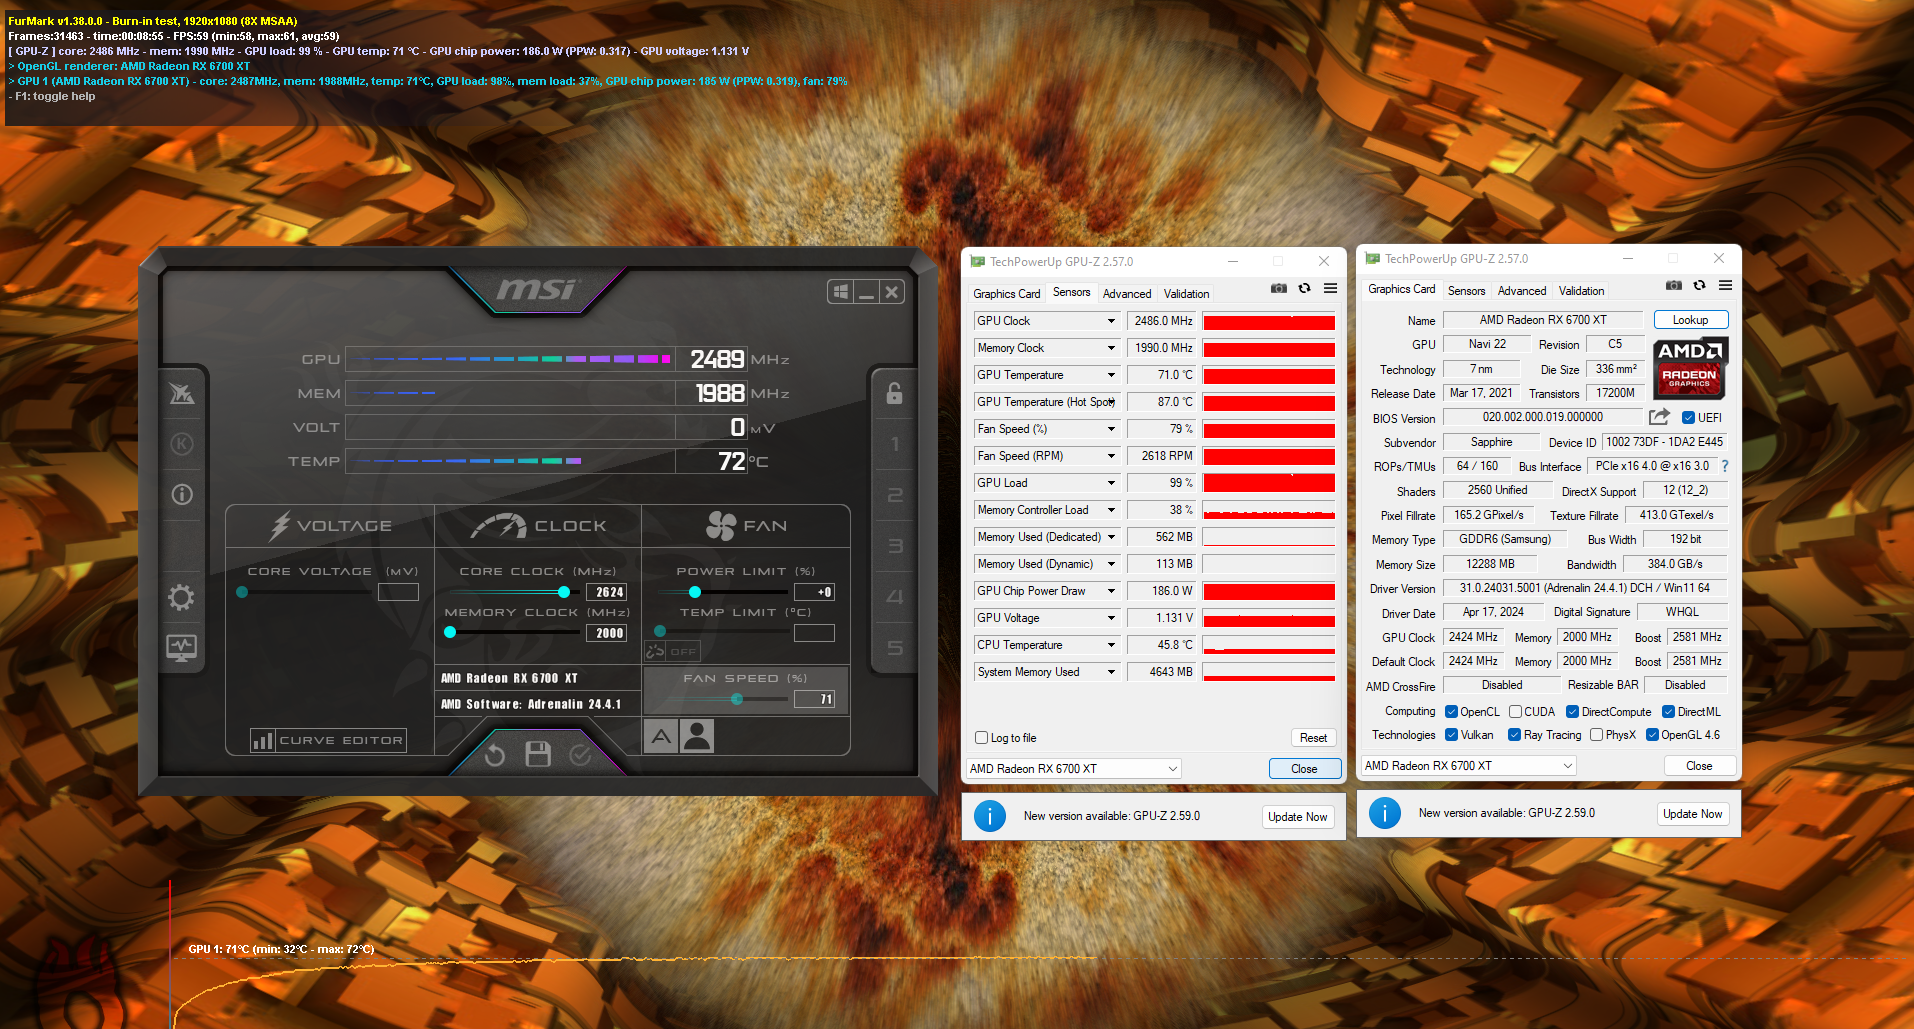 FurMark v1.38.0.0 - Burn-in test, 1920x1080 (8X MSAA)
Frames:31463 - time:00:08:55 - FPS:59 (min:58, max:61, avg:59)
[ GPU-Z ] core: 2486 MHz - mem: 1990 MHz - GPU load: 99 % - GPU temp: 71 °C - GPU chip power: 186.0 W (PPW: 0.317) - GPU voltage: 1.131 V
> OpenGL renderer: AMD Radeon RX 6700 XT
> GPU 1 (AMD Radeon RX 6700 XT) - core: 2487MHz, mem: 1988MHz, temp: 71°C, GPU load: 98%, mem load: 37%, GPU chip power: 185 W (PPW: 0.319), fan: 79%
- F1: toggle help
msi
GPU 2489 MHz
MEM 1988 MHz
VOLT 0 mV
TEMP 72 °C
K
1
2
3
4
5
VOLTAGE
CORE VOLTAGE (MV)
CURVE EDITOR
CLOCK
CORE CLOCK (MHz)
2624
MEMORY CLOCK (MHz)
2000
AMD Radeon RX 6700 XT
AMD Software: Adrenalin 24.4.1
FAN
POWER LIMIT (%)
+0
TEMP LIMIT (°C)
OFF
FAN SPEED (%)
71
A
TechPowerUp GPU-Z 2.57.0
Graphics Card Sensors Advanced Validation
GPU Clock 2486.0 MHz
Memory Clock 1990.0 MHz
GPU Temperature 71.0 °C
GPU Temperature (Hot Spot) 87.0 °C
Fan Speed (%) 79 %
Fan Speed (RPM) 2618 RPM
GPU Load 99 %
Memory Controller Load 38 %
Memory Used (Dedicated) 562 MB
Memory Used (Dynamic) 113 MB
GPU Chip Power Draw 186.0 W
GPU Voltage 1.131 V
CPU Temperature 45.8 °C
System Memory Used 4643 MB
Log to file Reset
AMD Radeon RX 6700 XT Close
New version available: GPU-Z 2.59.0 Update Now
TechPowerUp GPU-Z 2.57.0
Graphics Card Sensors Advanced Validation
Name AMD Radeon RX 6700 XT Lookup
GPU Navi 22 Revision C5
AMD
RADEON
GRAPHICS
Technology 7 nm Die Size 336 mm²
Release Date Mar 17, 2021 Transistors 17200M
BIOS Version 020.002.000.019.000000 UEFI
Subvendor Sapphire Device ID 1002 73DF - 1DA2 E445
ROPs/TMUs 64 / 160 Bus Interface PCIe x16 4.0 @ x16 3.0 ?
Shaders 2560 Unified DirectX Support 12 (12_2)
Pixel Fillrate 165.2 GPixel/s Texture Fillrate 413.0 GTexel/s
Memory Type GDDR6 (Samsung) Bus Width 192 bit
Memory Size 12288 MB Bandwidth 384.0 GB/s
Driver Version 31.0.24031.5001 (Adrenalin 24.4.1) DCH / Win11 64
Driver Date Apr 17, 2024 Digital Signature WHQL
GPU Clock 2424 MHz Memory 2000 MHz Boost 2581 MHz
Default Clock 2424 MHz Memory 2000 MHz Boost 2581 MHz
AMD CrossFire Disabled Resizable BAR Disabled
Computing OpenCL CUDA DirectCompute DirectML
Technologies Vulkan Ray Tracing PhysX OpenGL 4.6
AMD Radeon RX 6700 XT Close
New version available: GPU-Z 2.59.0 Update Now
GPU 1: 71°C (min: 32°C - max: 72°C)